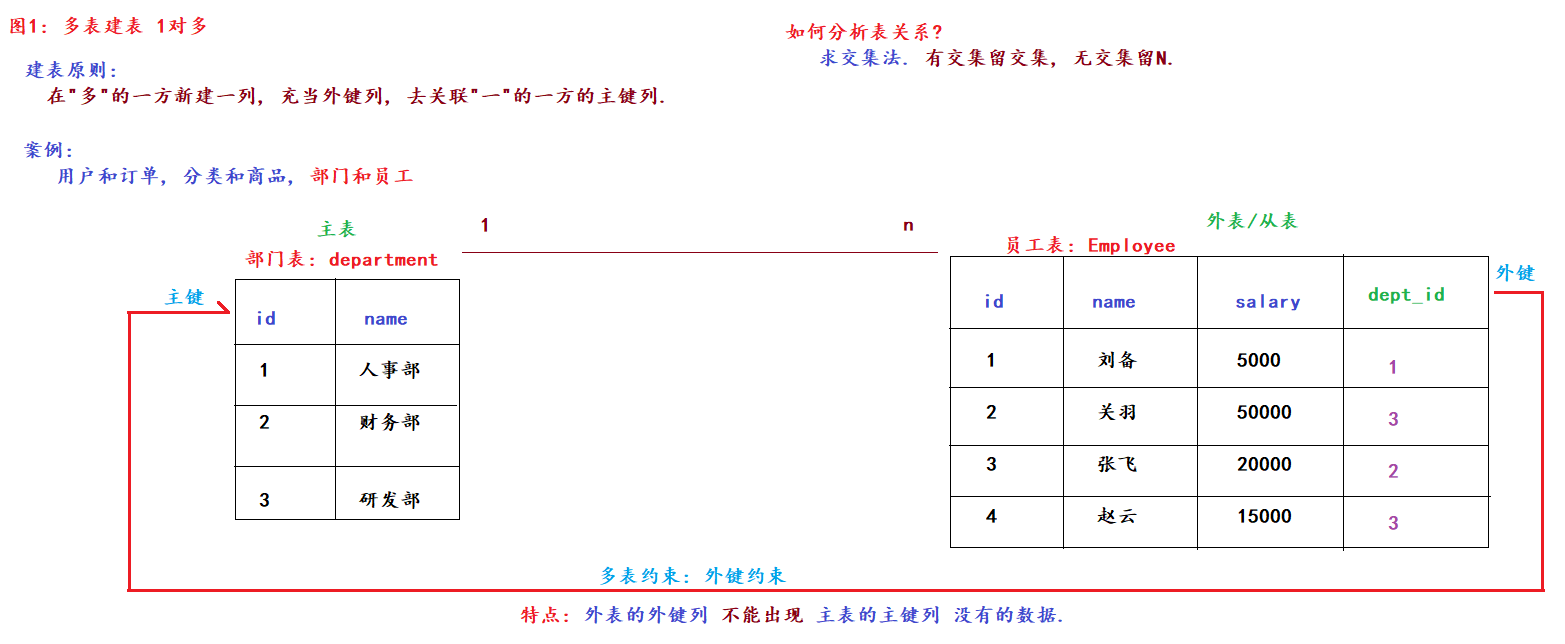 图1: 多表建表 1对多
如何分析表关系?
求交集法. 有交集留交集, 无交集留N.
建表原则:
在"多"的一方新建一列, 充当外键列, 去关联"一"的一方的主键列.
案例:
用户和订单, 分类和商品, 部门和员工
主表
1
n
外表/从表
部门表: department
员工表: Employee
主键
外键
id name
1 人事部
2 财务部
3 研发部
id name salary dept_id
1 刘备 5000 1
2 关羽 50000 3
3 张飞 20000 2
4 赵云 15000 3
多表约束: 外键约束
特点: 外表的外键列 不能出现 主表的主键列 没有的数据.